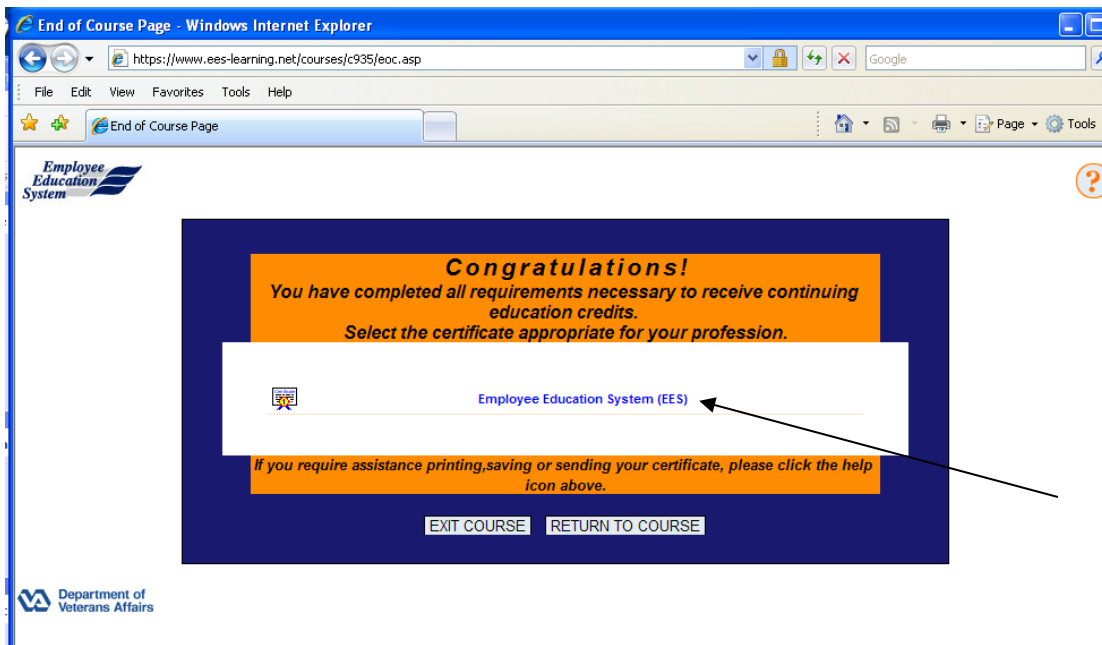 End of Course Page - Windows Internet Explorer
https://www.ees-learning.net/courses/c935/eoc.asp
Google
File Edit View Favorites Tools Help
End of Course Page
Page
Tools
Employee
Education
System
?
Congratulations!
You have completed all requirements necessary to receive continuing
education credits.
Select the certificate appropriate for your profession.
Employee Education System (EES)
If you require assistance printing,saving or sending your certificate, please click the help
icon above.
EXIT COURSE
RETURN TO COURSE
VA
Department of
Veterans Affairs